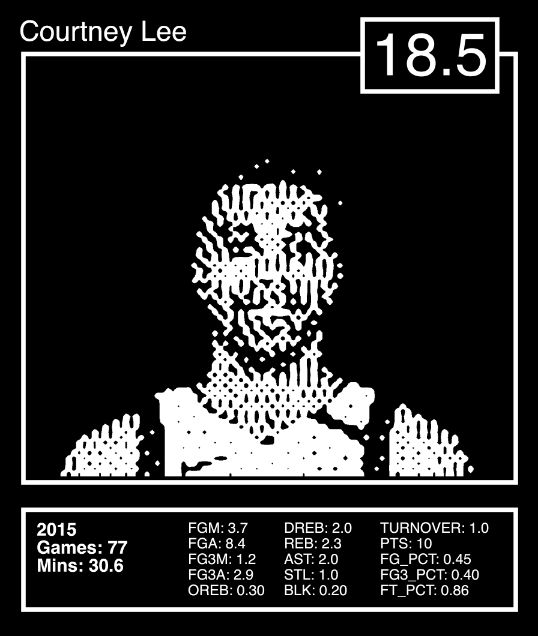 Courtney Lee
18.5
2015
Games: 77
Mins: 30.6
FGM: 3.7
FGA: 8.4
FG3M: 1.2
FG3A: 2.9
OREB: 0.30
DREB: 2.0
REB: 2.3
AST: 2.0
STL: 1.0
BLK: 0.20
TURNOVER: 1.0
PTS: 10
FG_PCT: 0.45
FG3_PCT: 0.40
FT_PCT: 0.86